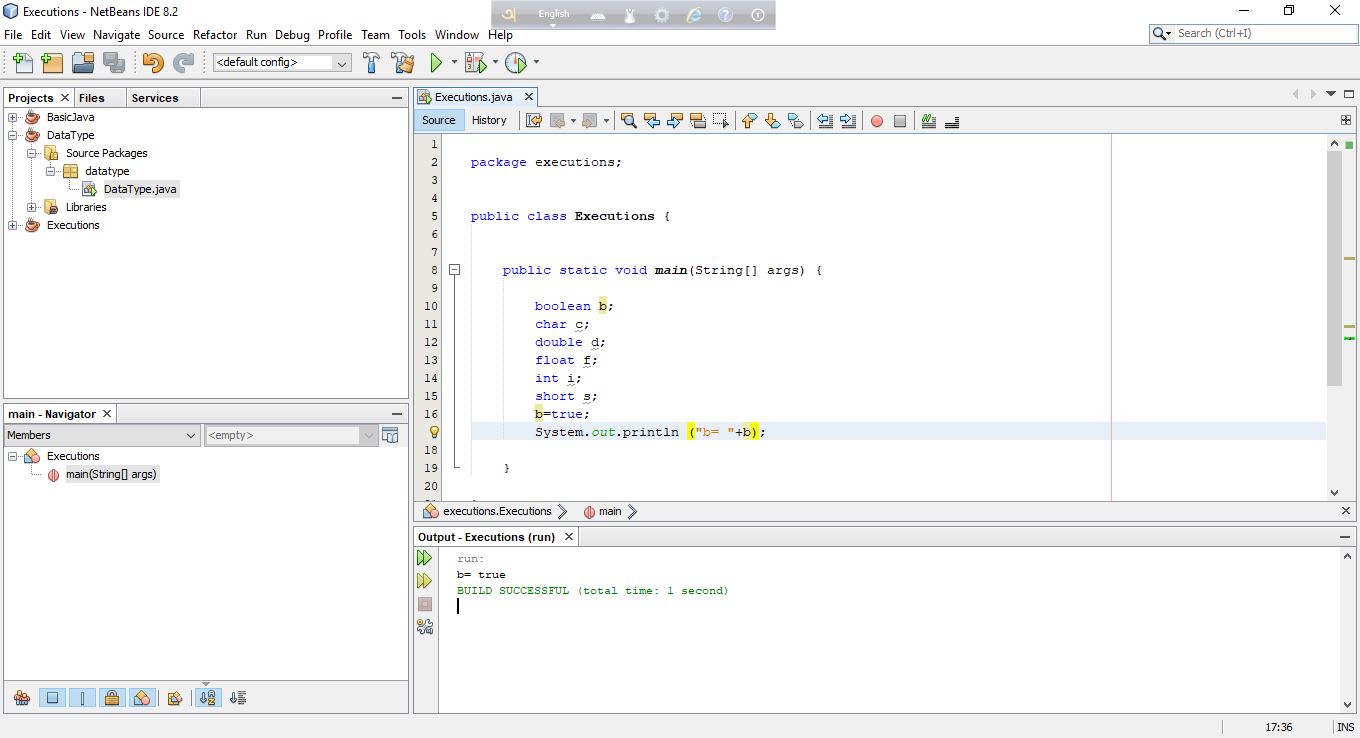 Executions - NetBeans IDE 8.2
অ English
File Edit View Navigate Source Refactor Run Debug Profile Team Tools Window Help
Search (Ctrl+I)
<default config>
Projects Files Services
BasicJava
DataType
Source Packages
datatype
DataType.java
Libraries
Executions
main - Navigator
Members <empty>
Executions
main(String[] args)
Executions.java
Source History
1
2 package executions;
3
4
5 public class Executions {
6
7
8 public static void main(String[] args) {
9
10 boolean b;
11 char c;
12 double d;
13 float f;
14 int i;
15 short s;
16 b=true;
System.out.println ("b= "+b);
18
19 }
20
executions.Executions main
Output - Executions (run)
run:
b= true
BUILD SUCCESSFUL (total time: 1 second)
17:36 INS